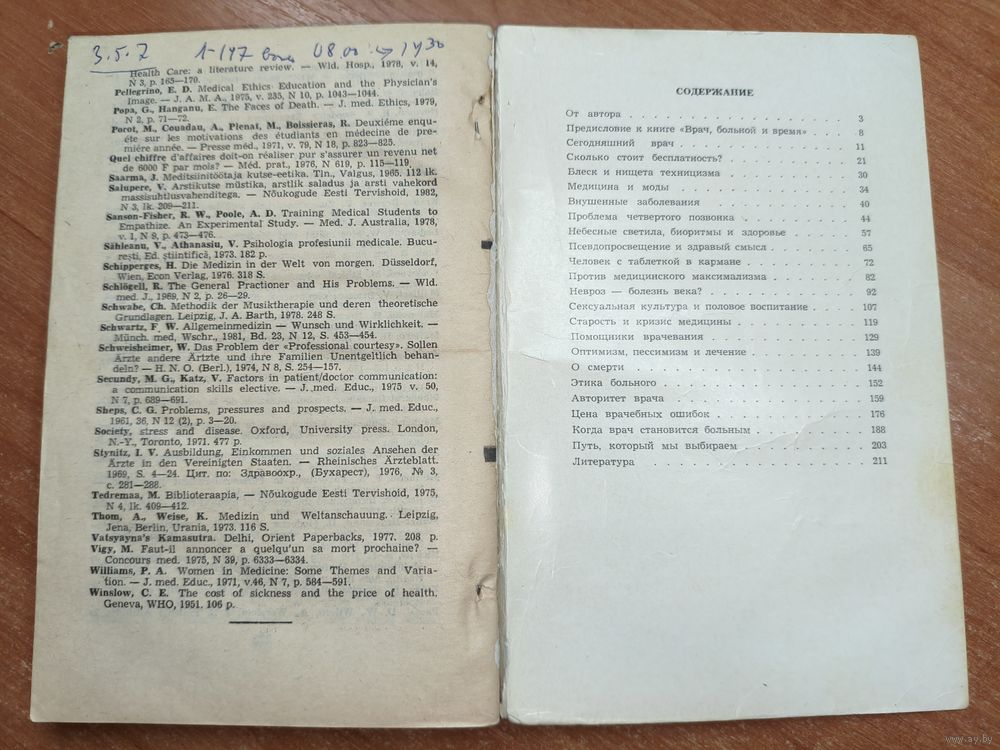 3.5.7 1-147 08.00 → 1430
Health Care: a literature review. — Wld. Hosp., 1978, v. 14,
N 3, p. 165—170.
Pellegrino, E. D. Medical Ethics Education and the Physician's
Image. — J. A. M. A., 1975, v. 235, N 10, p. 1043—1044.
Popa, G., Hanganu, E. The Faces of Death. — J. med. Ethics, 1979,
N 2, p. 71—72.
Porot, M., Couadau, A., Plenat, M., Boissieras, R. Deuxiéme enqu-
éte sur les motivations des étudiants en médecine de pre-
mière année. — Presse méd., 1971, v. 79, N 18, p. 823—825.
Quel chiffre d'affaires doit-on réaliser pur s'assurer un revenu net
de 6000 F par mois? — Méd. prat., 1976, N 619, p. 115—119.
Saarma, J. Meditsiinitöötaja kutse-eetika. Tln., Valgus, 1965. 112 lk.
Salupere, V. Arstikutse müstika, arstlik saladus ja arsti vahekord
massisuhtlusvahenditega. — Nõukogude Eesti Tervishoid, 1982,
N 3, lk. 209—211.
Sanson-Fisher, R. W., Poole, A. D. Training Medical Students to
Empathize. An Experimental Study. — Med. J. Australia, 1978,
v. 1, N 9, p. 473—476.
Săhleanu, V., Athanasiu, V. Psihologia profesiunii medicale. Bucu-
reşti, Ed. ştiintifică, 1973. 182 p.
Schipperges, H. Die Medizin in der Welt von morgen. Düsseldorf,
Wien, Econ Verlag, 1976. 318 S.
Schlögell, R. The General Practioner and His Problems. — Wld.
med. J., 1969, N 2, p. 26—29.
Schwabe, Ch. Methodik der Musiktherapie und deren theoretische
Grundlagen. Leipzig, J. A. Barth, 1978. 248 S.
Schwartz, F. W. Allgemeinmedizin — Wunsch und Wirklichkeit. —
Münch. med. Wschr., 1981, Bd. 23, N 12, S. 453—454.
Schweisheimer, W. Das Problem der «Professional courtesy». Sollen
Ärzte andere Ärtzte und ihre Familien Unentgeltlich behan-
deln? — H. N. O. (Berl.), 1974, N 8, S. 254—157.
Secundy, M. G., Katz, V. Factors in patient/doctor communication:
a communication skills elective. — J. med. Educ., 1975 v. 50,
N 7, p. 689—691.
Sheps, C. G. Problems, pressures and prospects. — J. med. Educ.,
1961, 36, N 12 (2), p. 3—20.
Society, stress and disease. Oxford, University press. London,
N.-Y., Toronto, 1971. 477 p.
Stynitz, I. V. Ausbildung, Einkommen und soziales Ansehen der
Ärzte in den Vereinigten Staaten. — Rheinisches Ärzteblatt.
1969, S. 4—24. Цит. по: Здравоохр., (Бухарест), 1976, № 3,
с. 281—288.
Tedremaa, M. Biblioteraapia, — Nõukogude Eesti Tervishoid, 1975,
N 4, lk. 409—412.
Thom, A., Weise, K. Medizin und Weltanschauung. Leipzig,
Jena, Berlin, Urania, 1973. 116 S.
Vatsyayna's Kamasutra. Delhi, Orient Paperbacks, 1977. 208 p.
Vigy, M. Faut-il annoncer a quelqu'un sa mort prochaine? —
Concours med. 1975, N 39, p. 6333—6334.
Williams, P. A. Women in Medicine: Some Themes and Varia-
tion. — J. med. Educ., 1971, v.46, N 7, p. 584—591.
Winslow, C. E. The cost of sickness and the price of health.
Geneva, WHO, 1951. 106 p.
СОДЕРЖАНИЕ
От автора . . . 3
Предисловие к книге «Врач, больной и время» . . . 8
Сегодняшний врач . . . 11
Сколько стоит бесплатность? . . . 21
Блеск и нищета техницизма . . . 30
Медицина и моды . . . 34
Внушенные заболевания . . . 40
Проблема четвертого позвонка . . . 44
Небесные светила, биоритмы и здоровье . . . 57
Псевдопросвещение и здравый смысл . . . 65
Человек с таблеткой в кармане . . . 72
Против медицинского максимализма . . . 82
Невроз — болезнь века? . . . 92
Сексуальная культура и половое воспитание . . . 107
Старость и кризис медицины . . . 119
Помощники врачевания . . . 129
Оптимизм, пессимизм и лечение . . . 139
О смерти . . . 144
Этика больного . . . 152
Авторитет врача . . . 159
Цена врачебных ошибок . . . 176
Когда врач становится больным . . . 188
Путь, который мы выбираем . . . 203
Литература . . . 211
www.ay.by